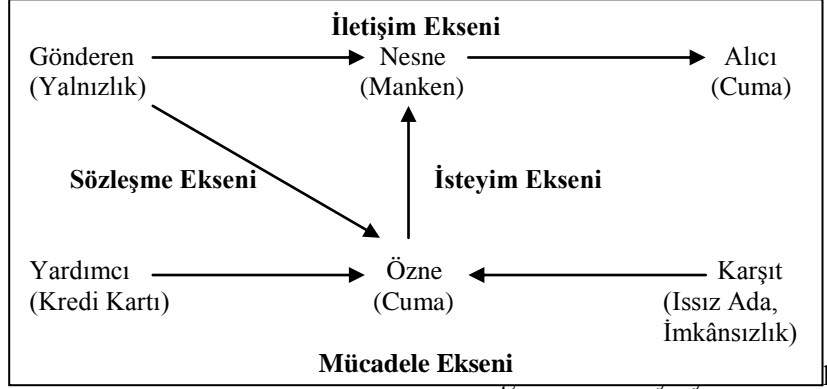 İletişim Ekseni
Gönderen Nesne Alıcı
(Yalnızlık) (Manken) (Cuma)
Sözleşme Ekseni İsteyim Ekseni
Yardımcı Özne Karşıt
(Kredi Kartı) (Cuma) (Issız Ada,
İmkânsızlık)
Mücadele Ekseni